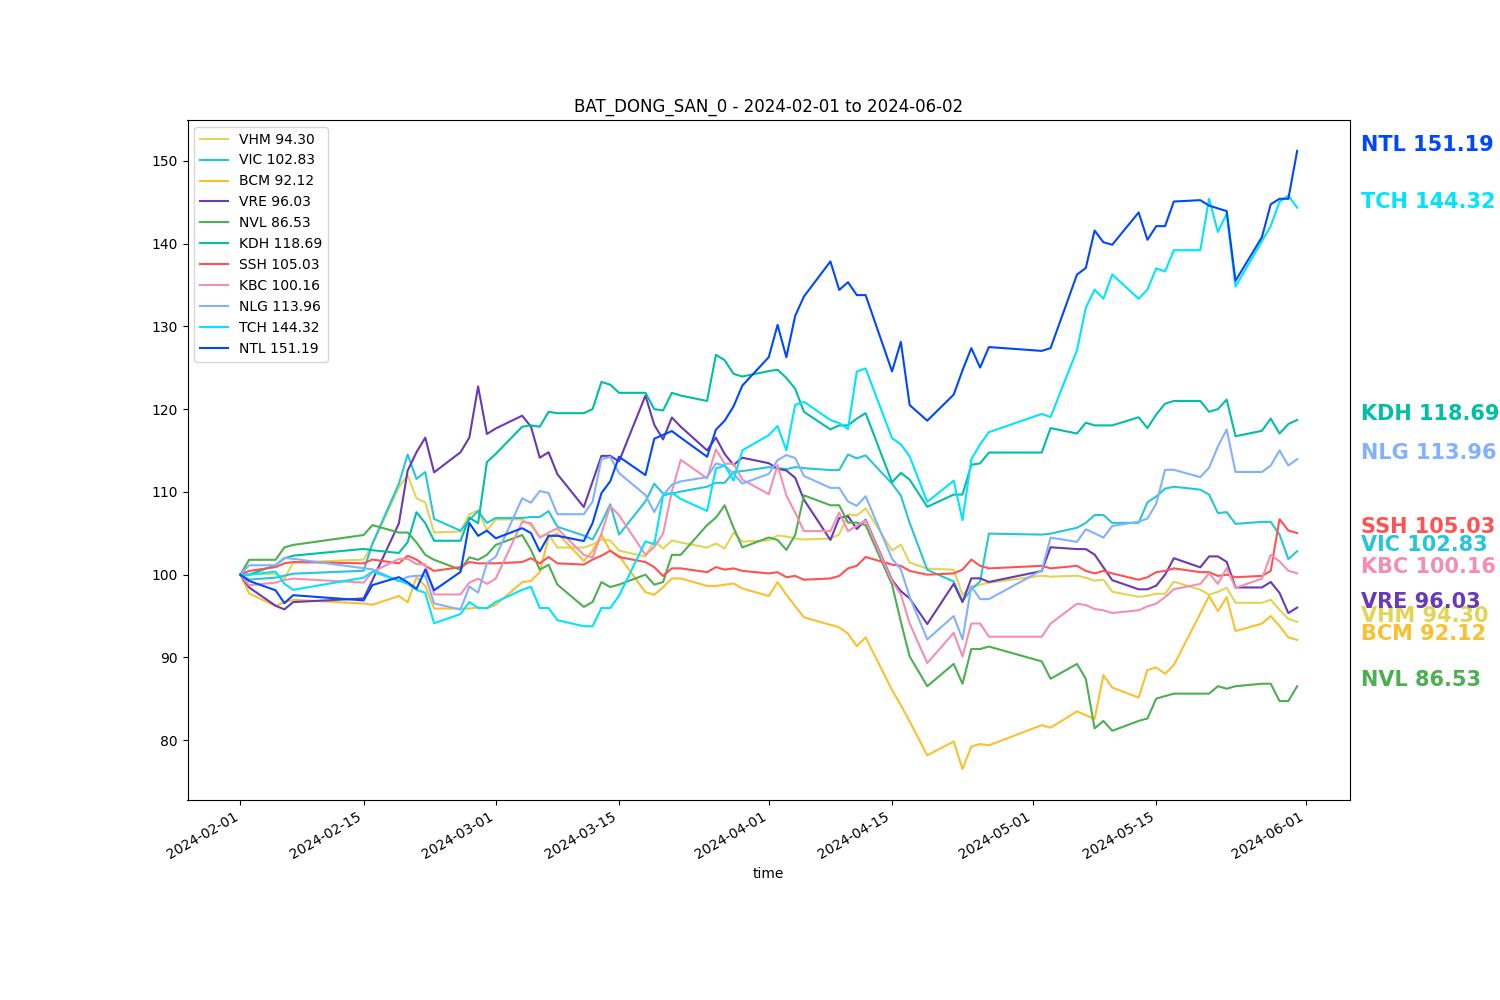 BAT_DONG_SAN_0 - 2024-02-01 to 2024-06-02
VHM 94.30
VIC 102.83
BCM 92.12
VRE 96.03
NVL 86.53
KDH 118.69
SSH 105.03
KBC 100.16
NLG 113.96
TCH 144.32
NTL 151.19
150
140
130
120
110
100
90
80
NTL 151.19
TCH 144.32
KDH 118.69
NLG 113.96
SSH 105.03
VIC 102.83
KBC 100.16
VRE 96.03
VHM 94.30
BCM 92.12
NVL 86.53
2024-02-01
2024-02-15
2024-03-01
2024-03-15
2024-04-01
2024-04-15
2024-05-01
2024-05-15
2024-06-01
time